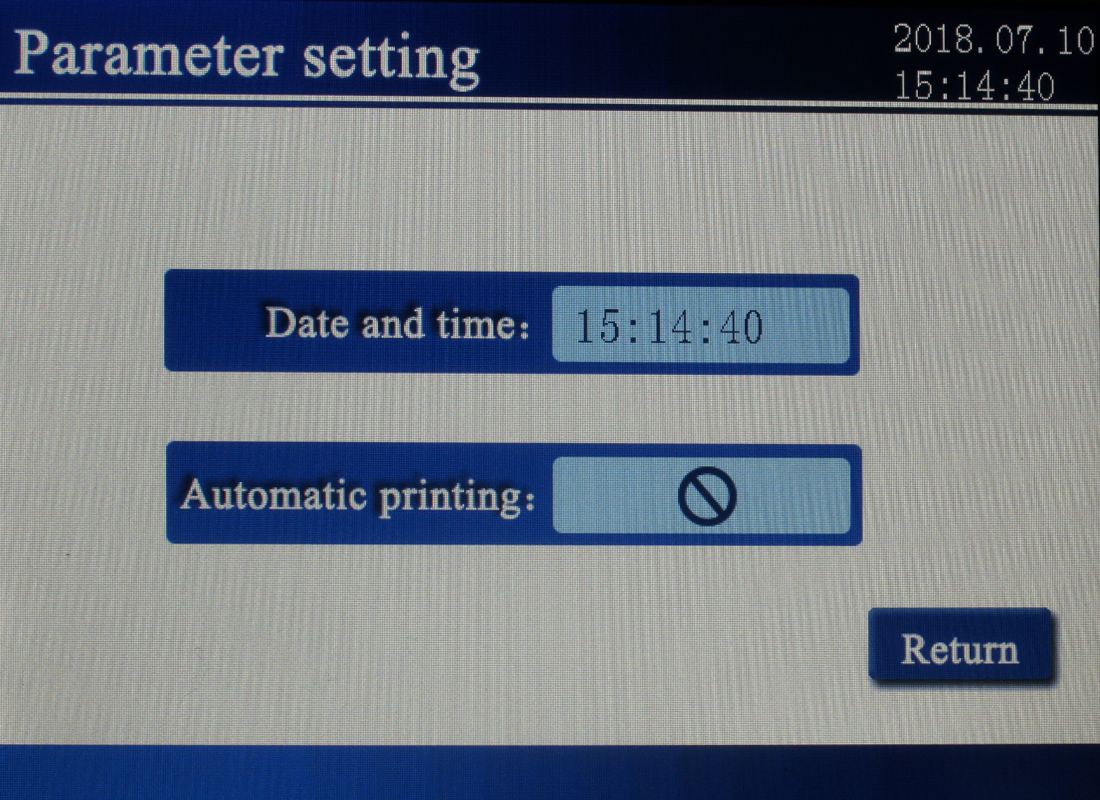 Parameter setting
2018.07.10
15:14:40
Date and time: 15:14:40
Automatic printing:
Return